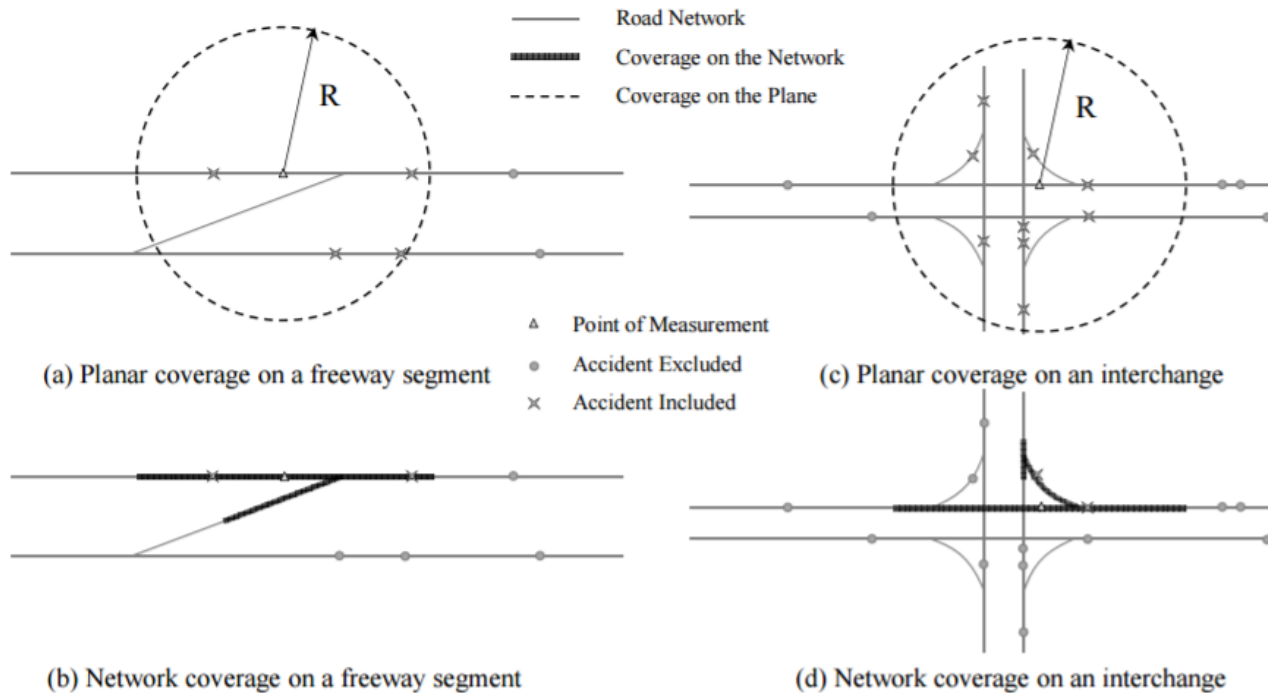 R
Road Network
Coverage on the Network
Coverage on the Plane
R
Point of Measurement
Accident Excluded
Accident Included
(a) Planar coverage on a freeway segment
(c) Planar coverage on an interchange
(b) Network coverage on a freeway segment
(d) Network coverage on an interchange